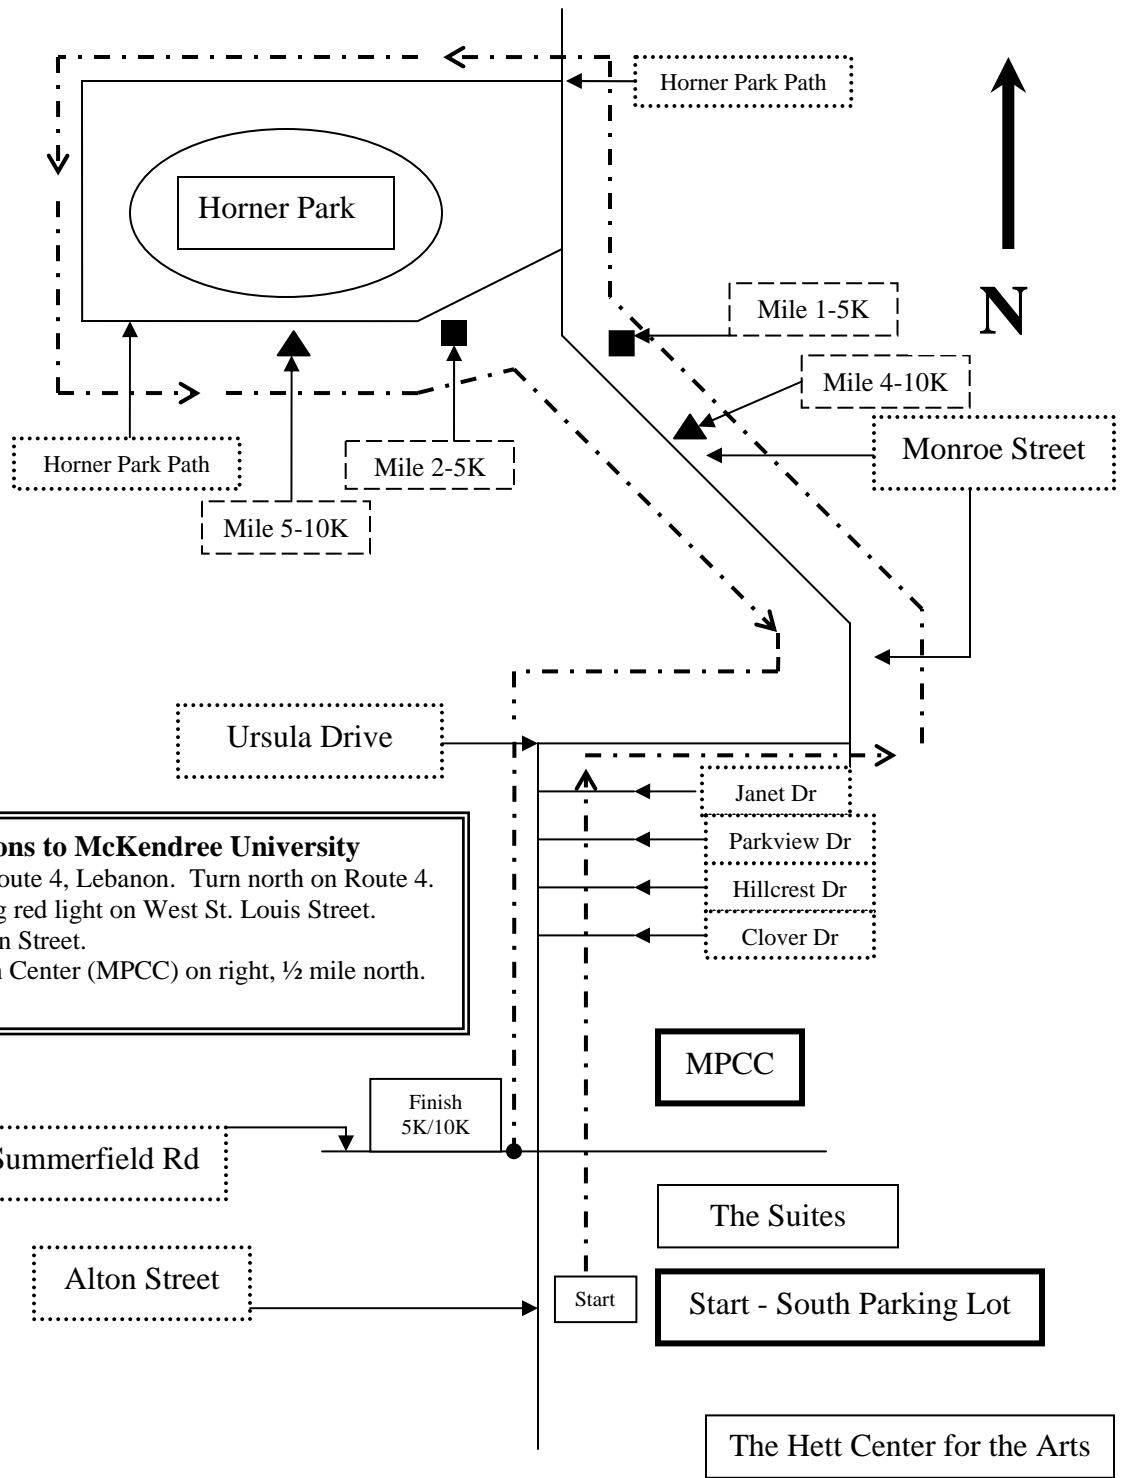 Horner Park Path
Horner Park
N
Mile 1-5K
Mile 4-10K
Monroe Street
Horner Park Path
Mile 2-5K
Mile 5-10K
Ursula Drive
Janet Dr
Parkview Dr
Hillcrest Dr
Clover Dr
to McKendree University
Route 4, Lebanon.  Turn north on Route 4.
red light on West St. Louis Street.
Street.
Center (MPCC) on right, ½ mile north.
MPCC
Finish
5K/10K
Summerfield Rd
The Suites
Alton Street
Start
Start - South Parking Lot
The Hett Center for the Arts